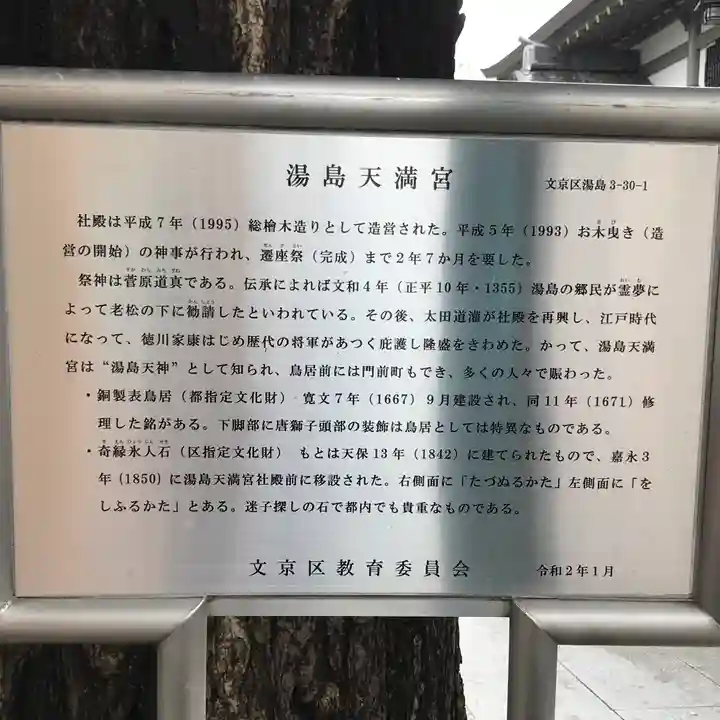 湯島天満宮 文京区湯島3-30-1
社殿は平成7年（1995）総檜木造りとして造営された。平成5年（1993）お木曳き（造
営の開始）の神事が行われ、遷座祭（完成）まで2年7か月を要した。
祭神は菅原道真である。伝承によれば文和4年（正平10年・1355）湯島の郷民が霊夢に
よって老松の下に勧請したといわれている。その後、太田道灌が社殿を再興し、江戸時代
になって、徳川家康はじめ歴代の将軍があつく庇護し隆盛をきわめた。かって、湯島天満
宮は“湯島天神”として知られ、鳥居前には門前町もでき、多くの人々で賑わった。
・銅製表鳥居（都指定文化財） 寛文7年（1667）9月建設され、同11年（1671）修
理した銘がある。下脚部に唐獅子頭部の装飾は鳥居としては特異なものである。
・奇縁氷人石（区指定文化財） もとは天保13年（1842）に建てられたもので、嘉永3
年（1850）に湯島天満宮社殿前に移設された。右側面に「たづぬるかた」左側面に「を
しふるかた」とある。迷子探しの石で都内でも貴重なものである。
文京区教育委員会 令和2年1月